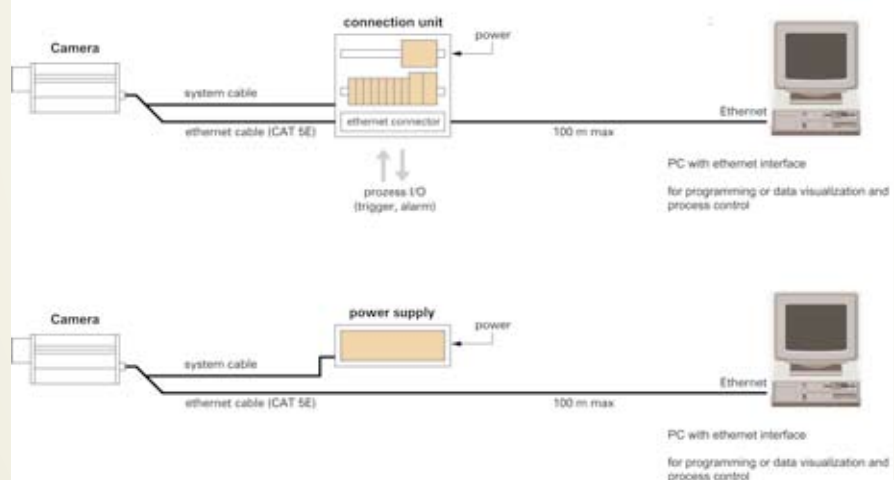 connection unit
power
Camera
system cable
Ethernet
ethernet cable (CAT 5E)
ethernet connector
100 m max
PC with ethernet interface
for programming or data visualization and
process control
prozess I/O
(trigger, alarm)
Camera
power supply
power
system cable
Ethernet
ethernet cable (CAT 5E)
100 m max
PC with ethernet interface
for programming or data visualization and
process control